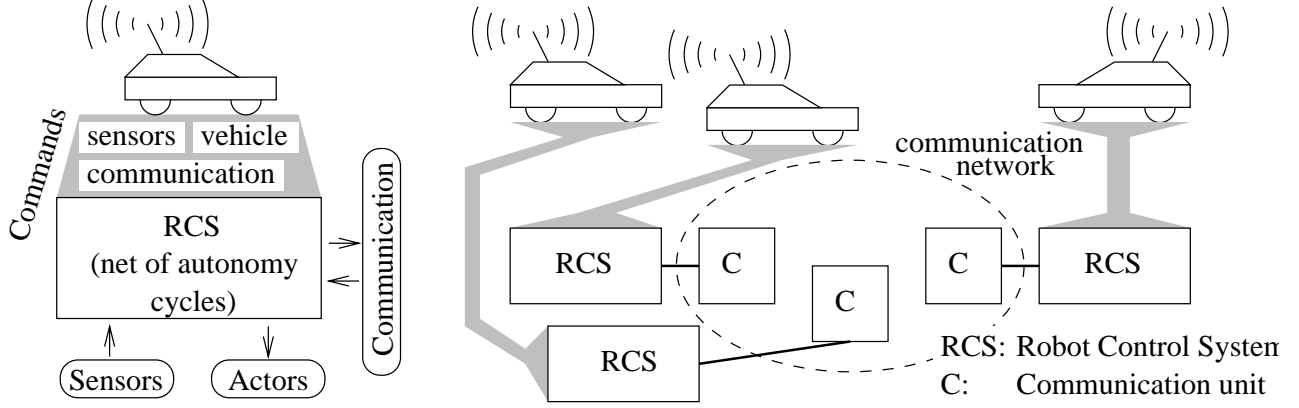 Commands
sensors
vehicle
communication
RCS
(net of autonomy
cycles)
Communication
Sensors
Actors
communication
network
RCS
C
C
RCS
C
RCS
RCS: Robot Control System
C: Communication unit